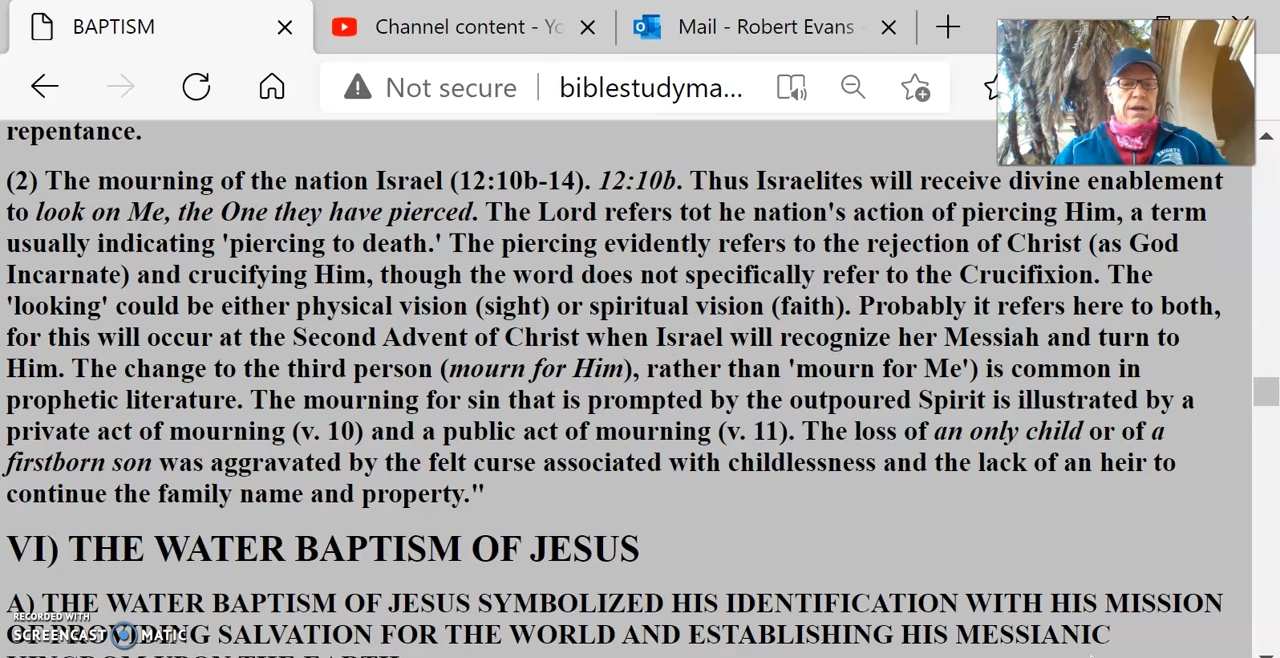 BAPTISM
Channel content - Yo
Mail - Robert Evans
Not secure
biblestudyma...
repentance.
(2) The mourning of the nation Israel (12:10b-14). 12:10b. Thus Israelites will receive divine enablement
to look on Me, the One they have pierced. The Lord refers tot he nation's action of piercing Him, a term
usually indicating 'piercing to death.' The piercing evidently refers to the rejection of Christ (as God
Incarnate) and crucifying Him, though the word does not specifically refer to the Crucifixion. The
'looking' could be either physical vision (sight) or spiritual vision (faith). Probably it refers here to both,
for this will occur at the Second Advent of Christ when Israel will recognize her Messiah and turn to
Him. The change to the third person (mourn for Him), rather than 'mourn for Me') is common in
prophetic literature. The mourning for sin that is prompted by the outpoured Spirit is illustrated by a
private act of mourning (v. 10) and a public act of mourning (v. 11). The loss of an only child or of a
firstborn son was aggravated by the felt curse associated with childlessness and the lack of an heir to
continue the family name and property."
VI) THE WATER BAPTISM OF JESUS
A) THE WATER BAPTISM OF JESUS SYMBOLIZED HIS IDENTIFICATION WITH HIS MISSION
OF PROVIDING SALVATION FOR THE WORLD AND ESTABLISHING HIS MESSIANIC
KINGDOM UPON THE EARTH
RECORDED WITH
SCREENCAST MATIC